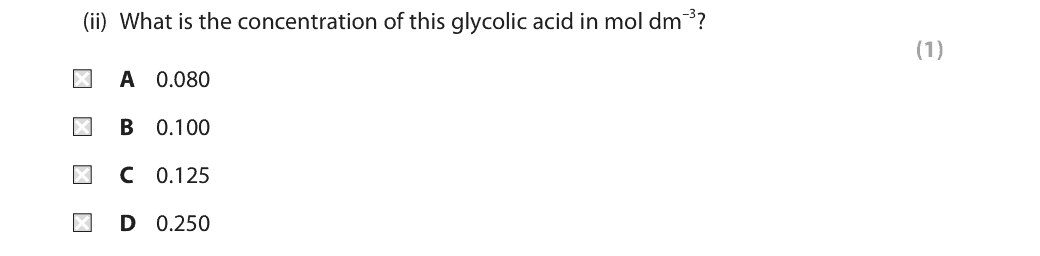 (ii) What is the concentration of this glycolic acid in mol dm⁻³?
(1)
A 0.080
B 0.100
C 0.125
D 0.250